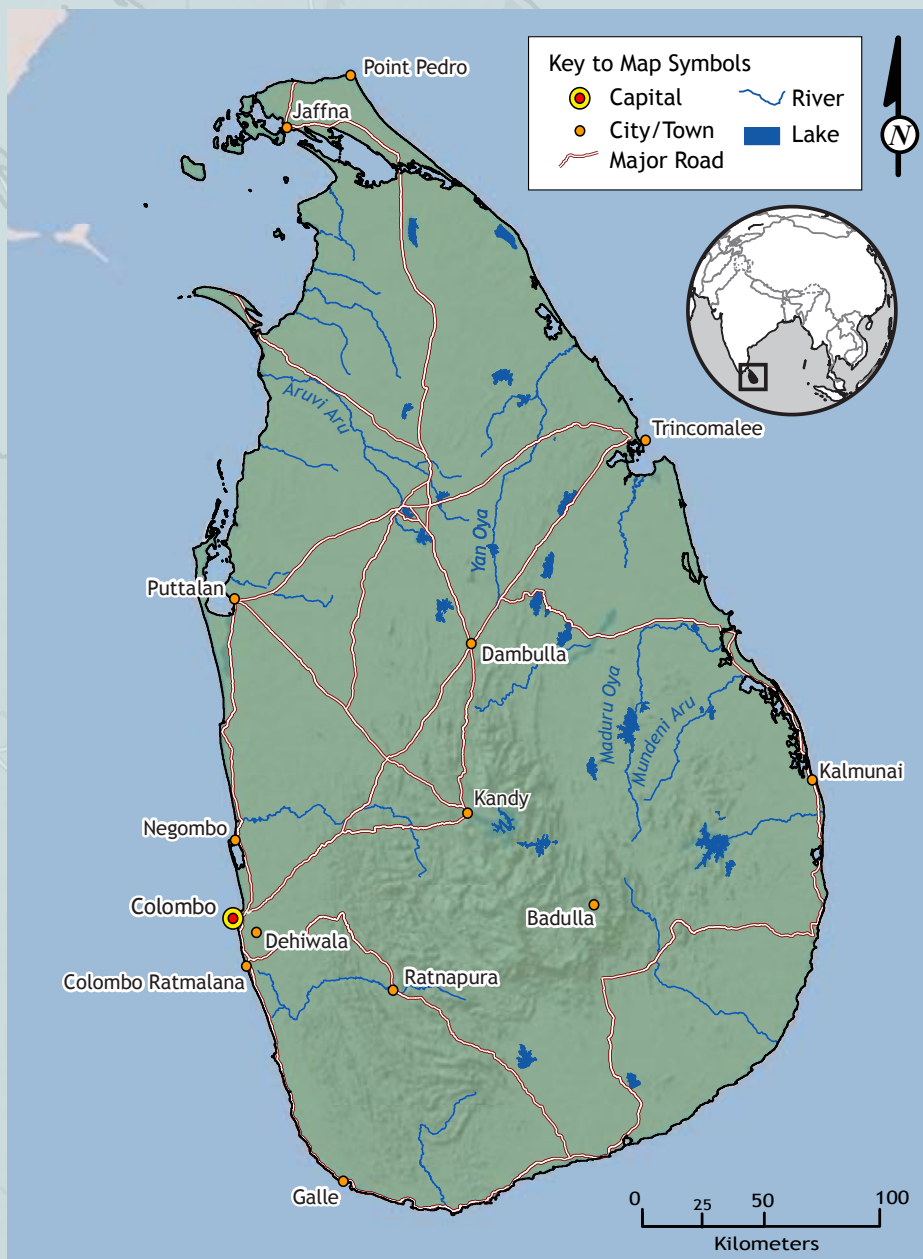 Key to Map Symbols
Capital
River
City/Town
Lake
Major Road
N
Point Pedro
Jaffna
Aruvi Aru
Trincomalee
Yan Oya
Puttalan
Dambulla
Maduru Oya
Mundeni Aru
Kalmunai
Kandy
Negombo
Colombo
Badulla
Dehiwala
Colombo Ratmalana
Ratnapura
Galle
0 25 50 100
Kilometers